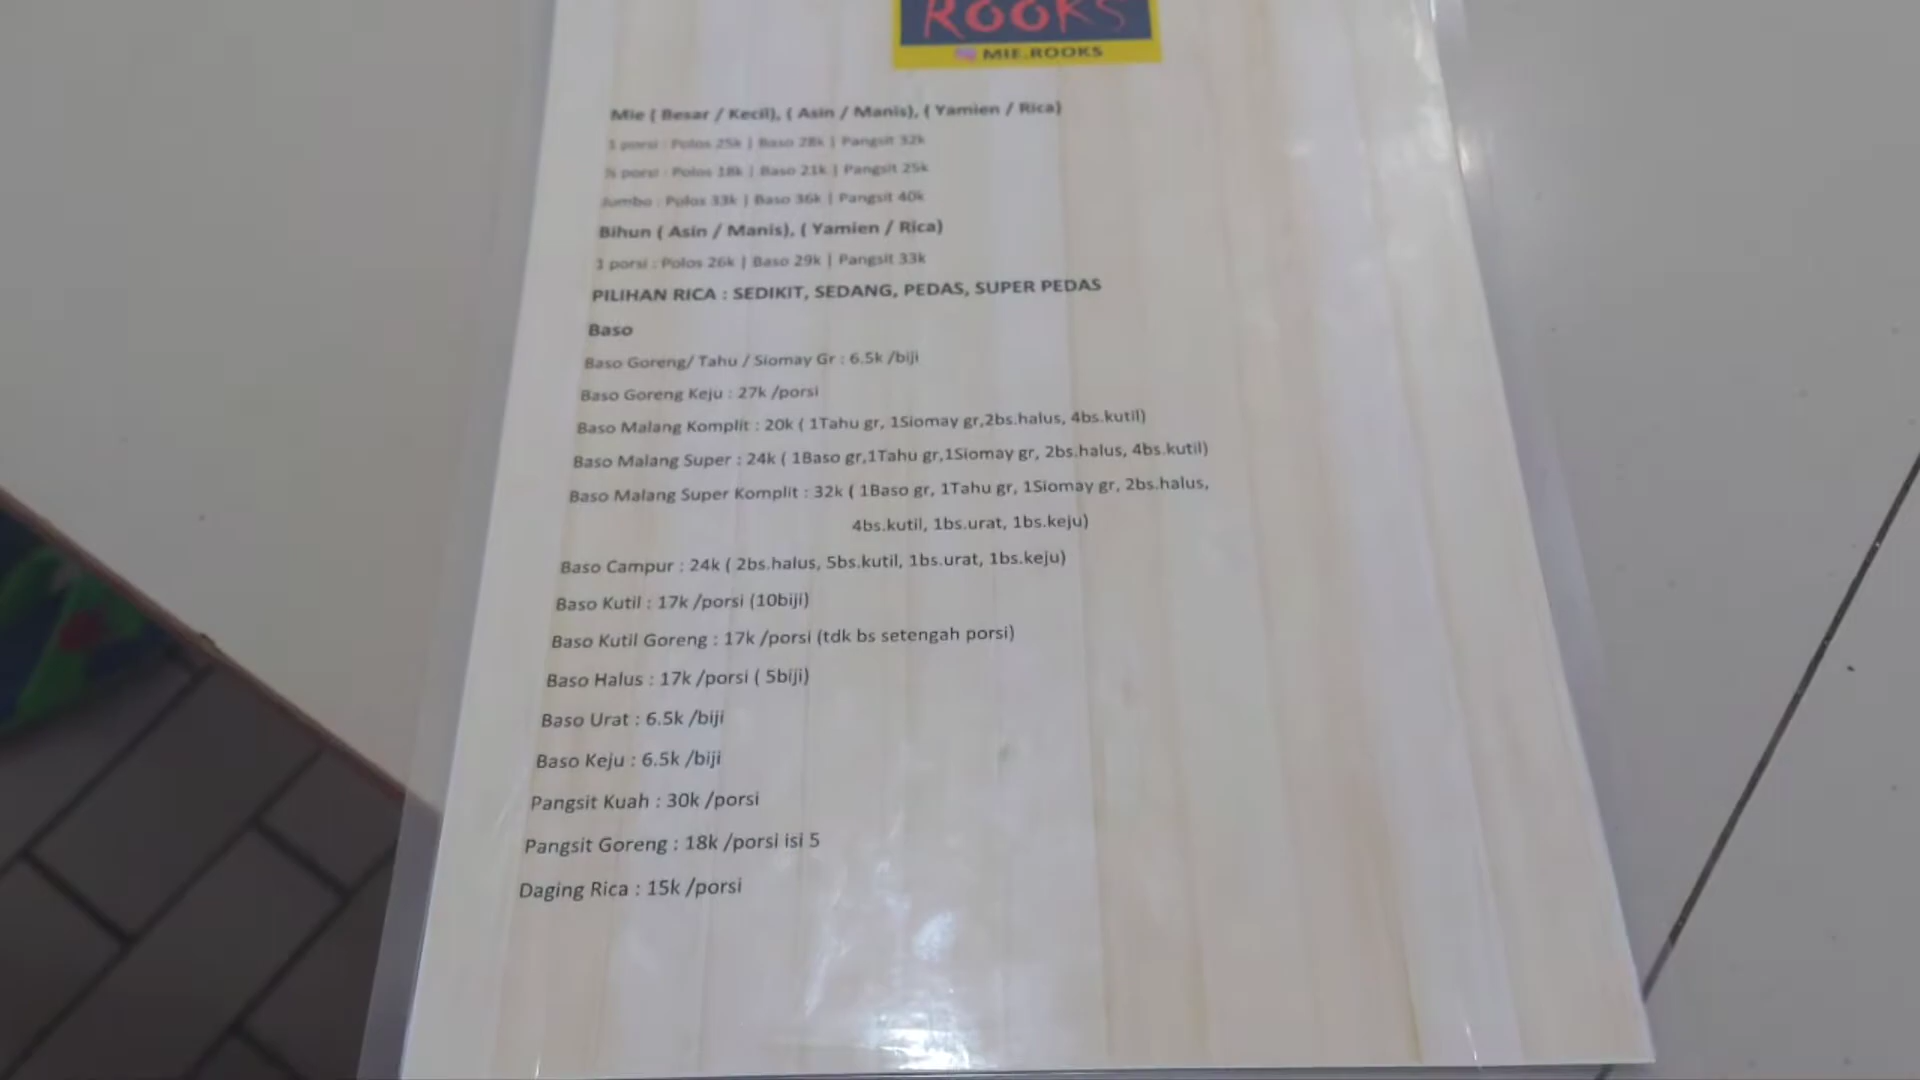 ROOKS
MIE.ROOKS
Mie ( Besar / Kecil), ( Asin / Manis), ( Yamien / Rica)
1 porsi : Polos 25k | Baso 28k | Pangsit 32k
½ porsi : Polos 18k | Baso 21k | Pangsit 25k
Jumbo : Polos 33k | Baso 36k | Pangsit 40k
Bihun ( Asin / Manis), ( Yamien / Rica)
1 porsi : Polos 26k | Baso 29k | Pangsit 33k
PILIHAN RICA : SEDIKIT, SEDANG, PEDAS, SUPER PEDAS
Baso
Baso Goreng/ Tahu / Siomay Gr : 6.5k /biji
Baso Goreng Keju : 27k /porsi
Baso Malang Komplit : 20k ( 1Tahu gr, 1Siomay gr,2bs.halus, 4bs.kutil)
Baso Malang Super : 24k ( 1Baso gr,1Tahu gr,1Siomay gr, 2bs.halus, 4bs.kutil)
Baso Malang Super Komplit : 32k ( 1Baso gr, 1Tahu gr, 1Siomay gr, 2bs.halus,
4bs.kutil, 1bs.urat, 1bs.keju)
Baso Campur : 24k ( 2bs.halus, 5bs.kutil, 1bs.urat, 1bs.keju)
Baso Kutil : 17k /porsi (10biji)
Baso Kutil Goreng : 17k /porsi (tdk bs setengah porsi)
Baso Halus : 17k /porsi ( 5biji)
Baso Urat : 6.5k /biji
Baso Keju : 6.5k /biji
Pangsit Kuah : 30k /porsi
Pangsit Goreng : 18k /porsi isi 5
Daging Rica : 15k /porsi